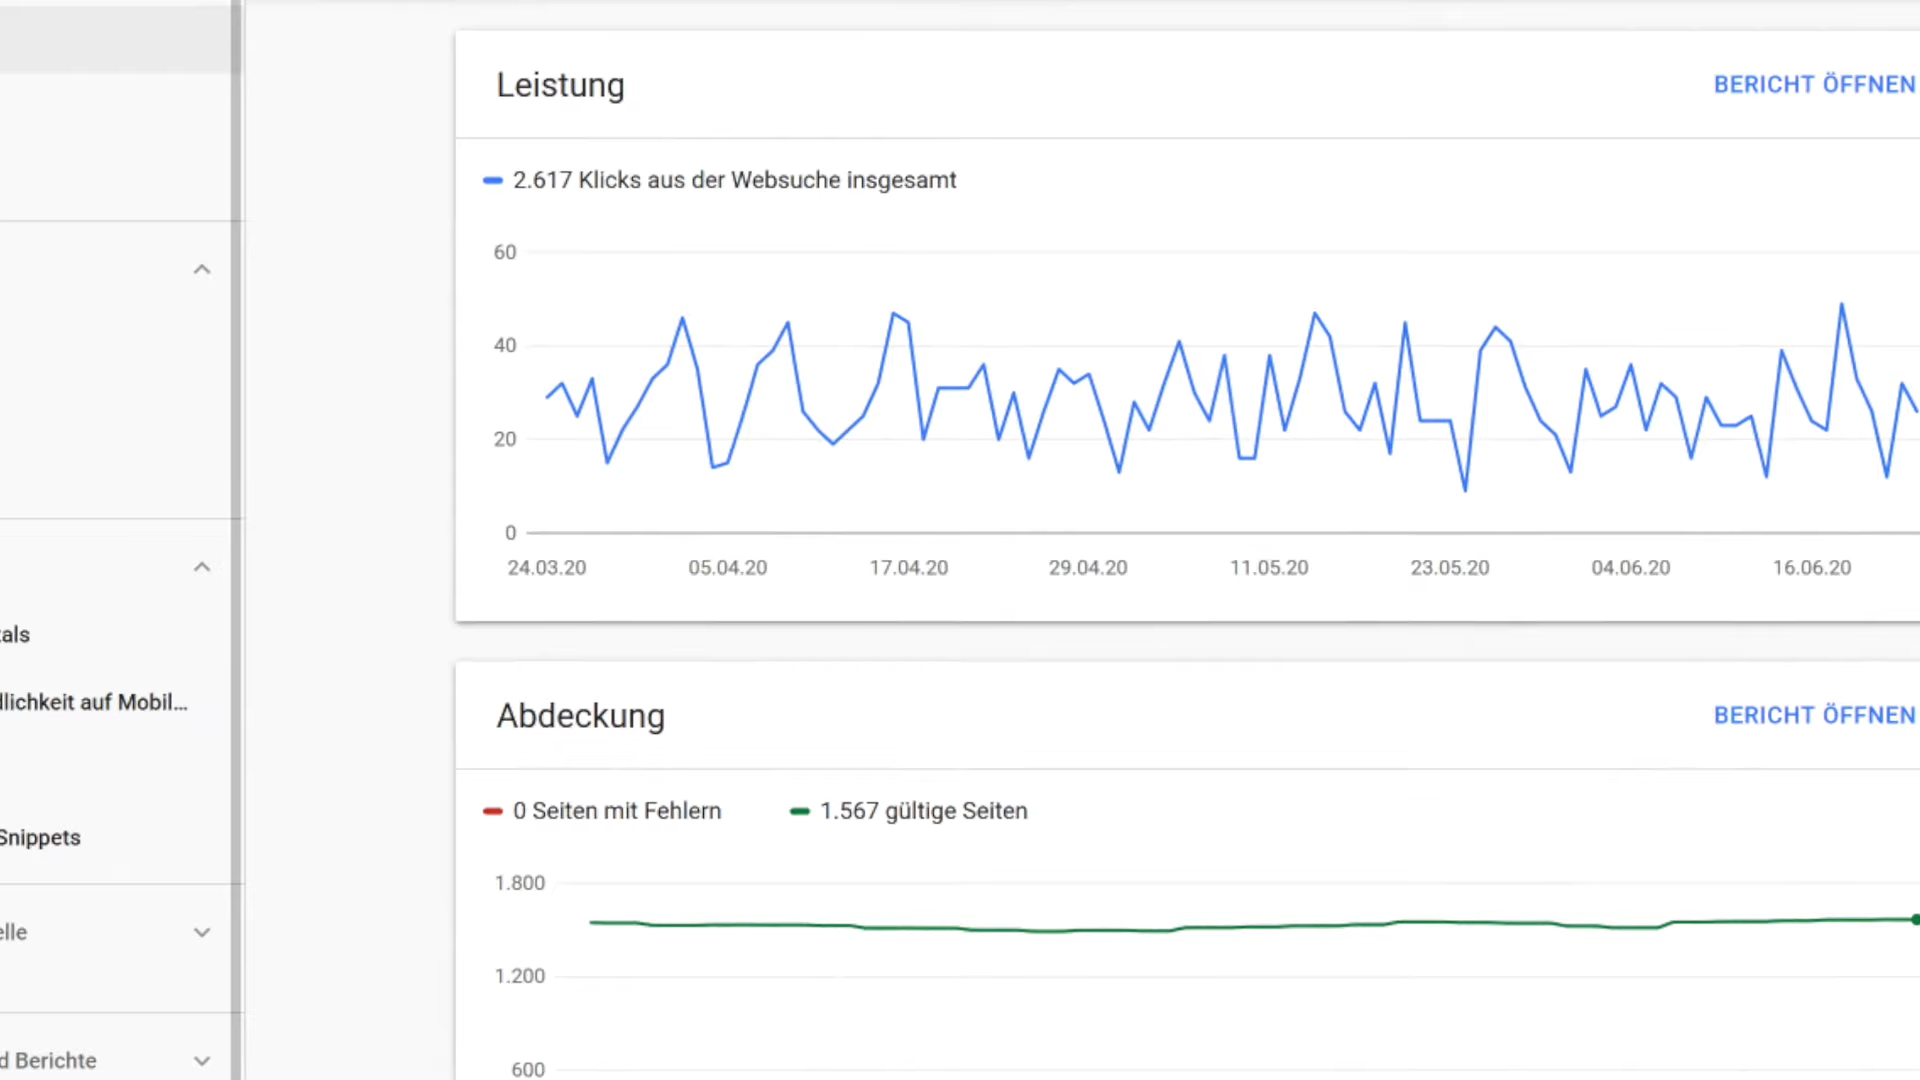 Leistung
BERICHT ÖFFNEN
2.617 Klicks aus der Websuche insgesamt
60
40
20
0
24.03.20 05.04.20 17.04.20 29.04.20 11.05.20 23.05.20 04.06.20 16.06.20
als
dlichkeit auf Mobil...
Snippets
elle
d Berichte
Abdeckung
BERICHT ÖFFNEN
0 Seiten mit Fehlern
1.567 gültige Seiten
1.800
1.200
600